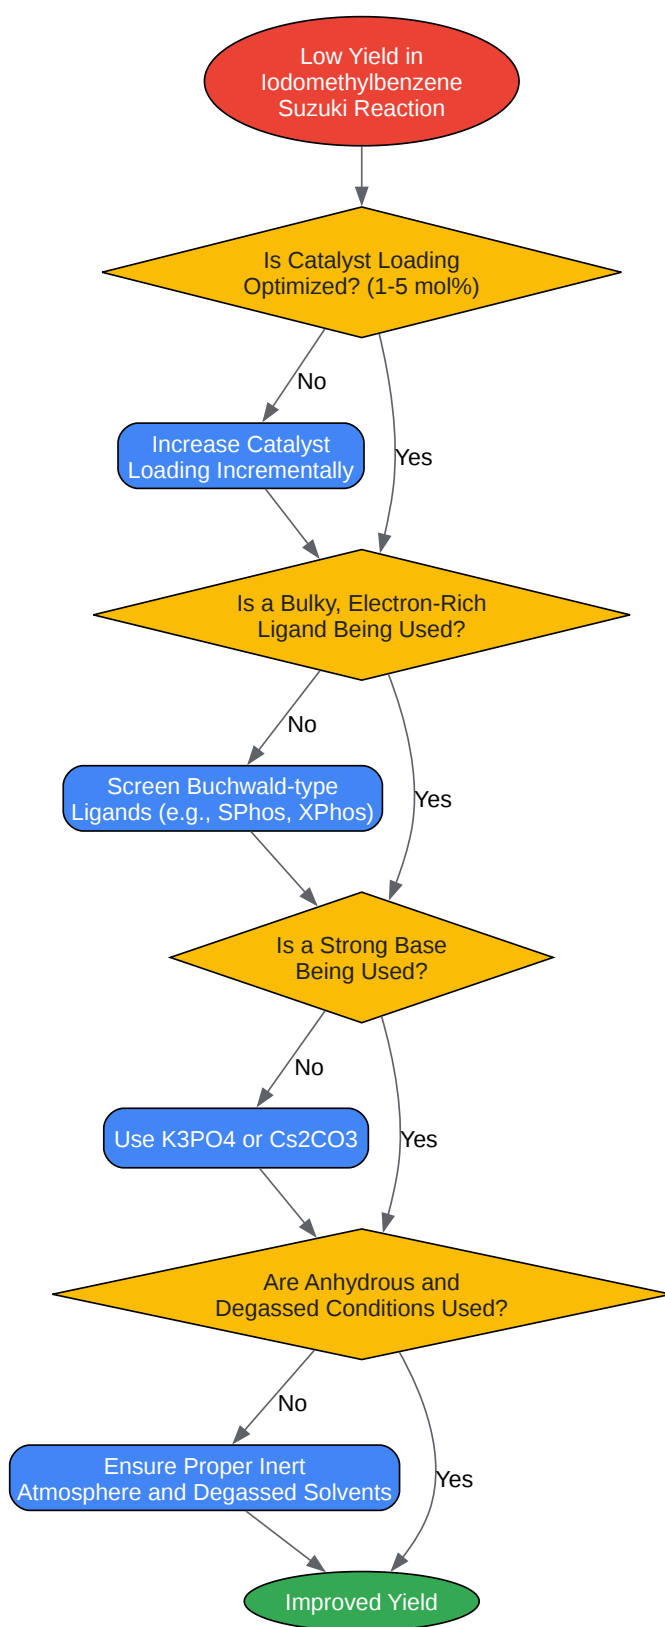 Low Yield in
Iodomethylbenzene
Suzuki Reaction
Is Catalyst Loading
Optimized? (1-5 mol%)
No
Increase Catalyst
Loading Incrementally
Yes
Is a Bulky, Electron-Rich
Ligand Being Used?
No
Screen Buchwald-type
Ligands (e.g., SPhos, XPhos)
Yes
Is a Strong Base
Being Used?
No
Use K3PO4 or Cs2CO3
Yes
Are Anhydrous and
Degassed Conditions Used?
No
Ensure Proper Inert
Atmosphere and Degassed Solvents
Yes
Improved Yield